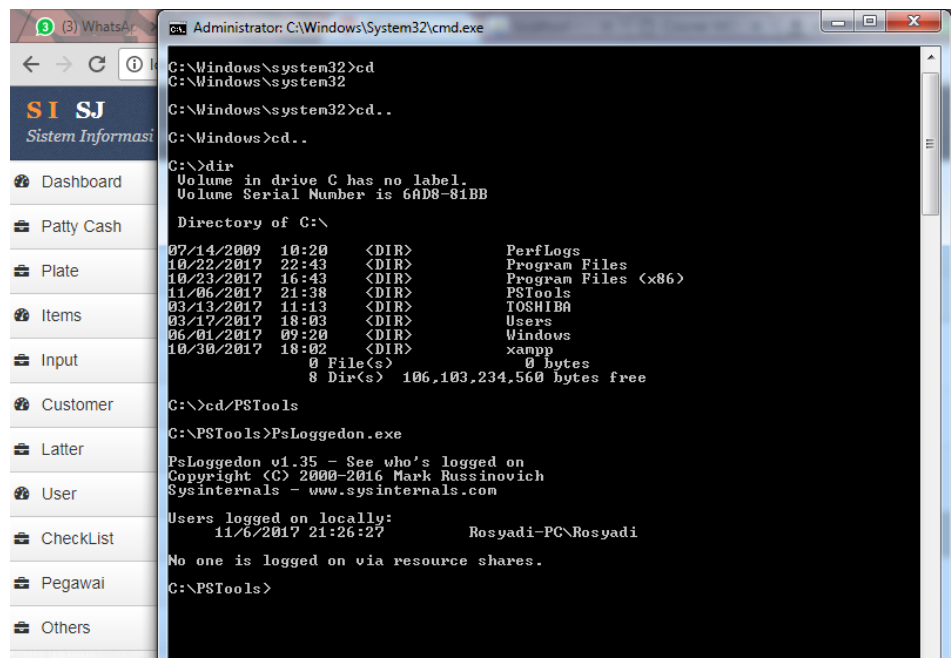 (3) WhatsAp
Administrator: C:\Windows\System32\cmd.exe
SI SJ
Sistem Informasi
Dashboard
Patty Cash
Plate
Items
Input
Customer
Latter
User
CheckList
Pegawai
Others
C:\Windows\system32>cd
C:\Windows\system32
C:\Windows\system32>cd..
C:\Windows>cd..
C:\>dir
Volume in drive C has no label.
Volume Serial Number is 6AD8-81BB
Directory of C:\
07/14/2009 10:20 <DIR> PerfLogs
10/22/2017 22:43 <DIR> Program Files
10/23/2017 16:43 <DIR> Program Files (x86)
11/06/2017 21:38 <DIR> PSTools
03/13/2017 11:13 <DIR> TOSHIBA
03/17/2017 18:03 <DIR> Users
06/01/2017 09:20 <DIR> Windows
10/30/2017 18:02 <DIR> xampp
0 File(s) 0 bytes
8 Dir(s) 106,103,234,560 bytes free
C:\>cd/PSTools
C:\PSTools>PsLoggedon.exe
PsLoggedon v1.35 - See who's logged on
Copyright (C) 2000-2016 Mark Russinovich
Sysinternals - www.sysinternals.com
Users logged on locally:
11/6/2017 21:26:27 Rosyadi-PC\Rosyadi
No one is logged on via resource shares.
C:\PSTools>